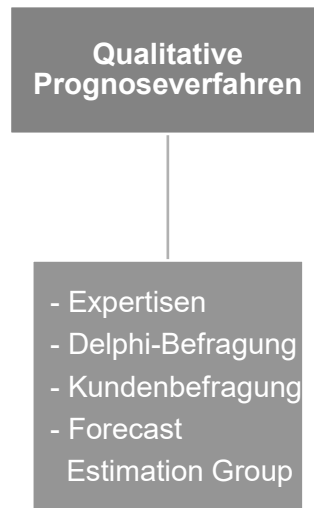 Qualitative
Prognoseverfahren
- Expertisen
- Delphi-Befragung
- Kundenbefragung
- Forecast
Estimation Group